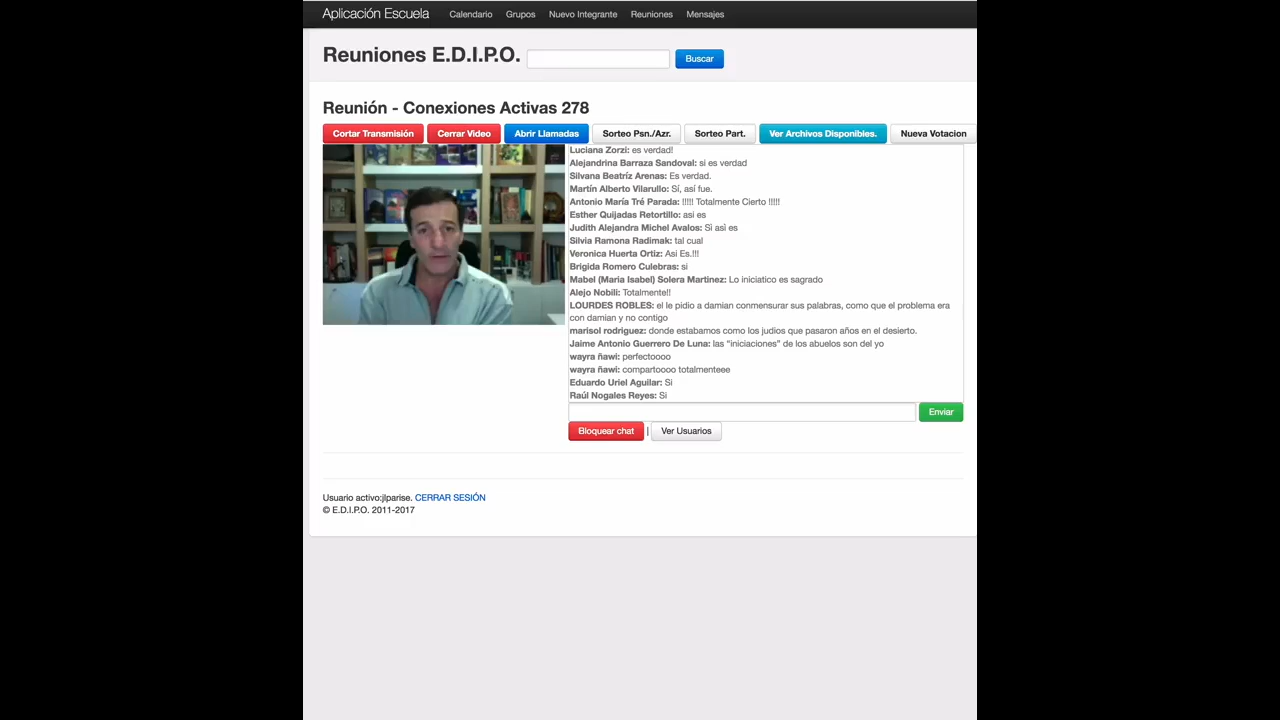 Aplicación Escuela Calendario Grupos Nuevo Integrante Reuniones Mensajes
Reuniones E.D.I.P.O. Buscar
Reunión - Conexiones Activas 278
Cortar Transmisión Cerrar Video Abrir Llamadas Sorteo Psn./Azr. Sorteo Part. Ver Archivos Disponibles. Nueva Votacion
Luciana Zorzi: es verdad!
Alejandrina Barraza Sandoval: si es verdad
Silvana Beatríz Arenas: Es verdad.
Martín Alberto Vilarullo: Sí, así fue.
Antonio María Tré Parada: !!!!! Totalmente Cierto !!!!!
Esther Quijadas Retortillo: asi es
Judith Alejandra Michel Avalos: Sì asì es
Silvia Ramona Radimak: tal cual
Veronica Huerta Ortiz: Asi Es.!!!
Brigida Romero Culebras: si
Mabel (Maria Isabel) Solera Martinez: Lo iniciatico es sagrado
Alejo Nobili: Totalmente!!
LOURDES ROBLES: el le pidio a damian conmensurar sus palabras, como que el problema era
con damian y no contigo
marisol rodriguez: donde estabamos como los judios que pasaron años en el desierto.
Jaime Antonio Guerrero De Luna: las “iniciaciones” de los abuelos son del yo
wayra ñawi: perfectoooo
wayra ñawi: compartoooo totalmenteee
Eduardo Uriel Aguilar: Si
Raúl Nogales Reyes: Si
Enviar
Bloquear chat | Ver Usuarios
Usuario activo:jlparise. CERRAR SESIÓN
© E.D.I.P.O. 2011-2017